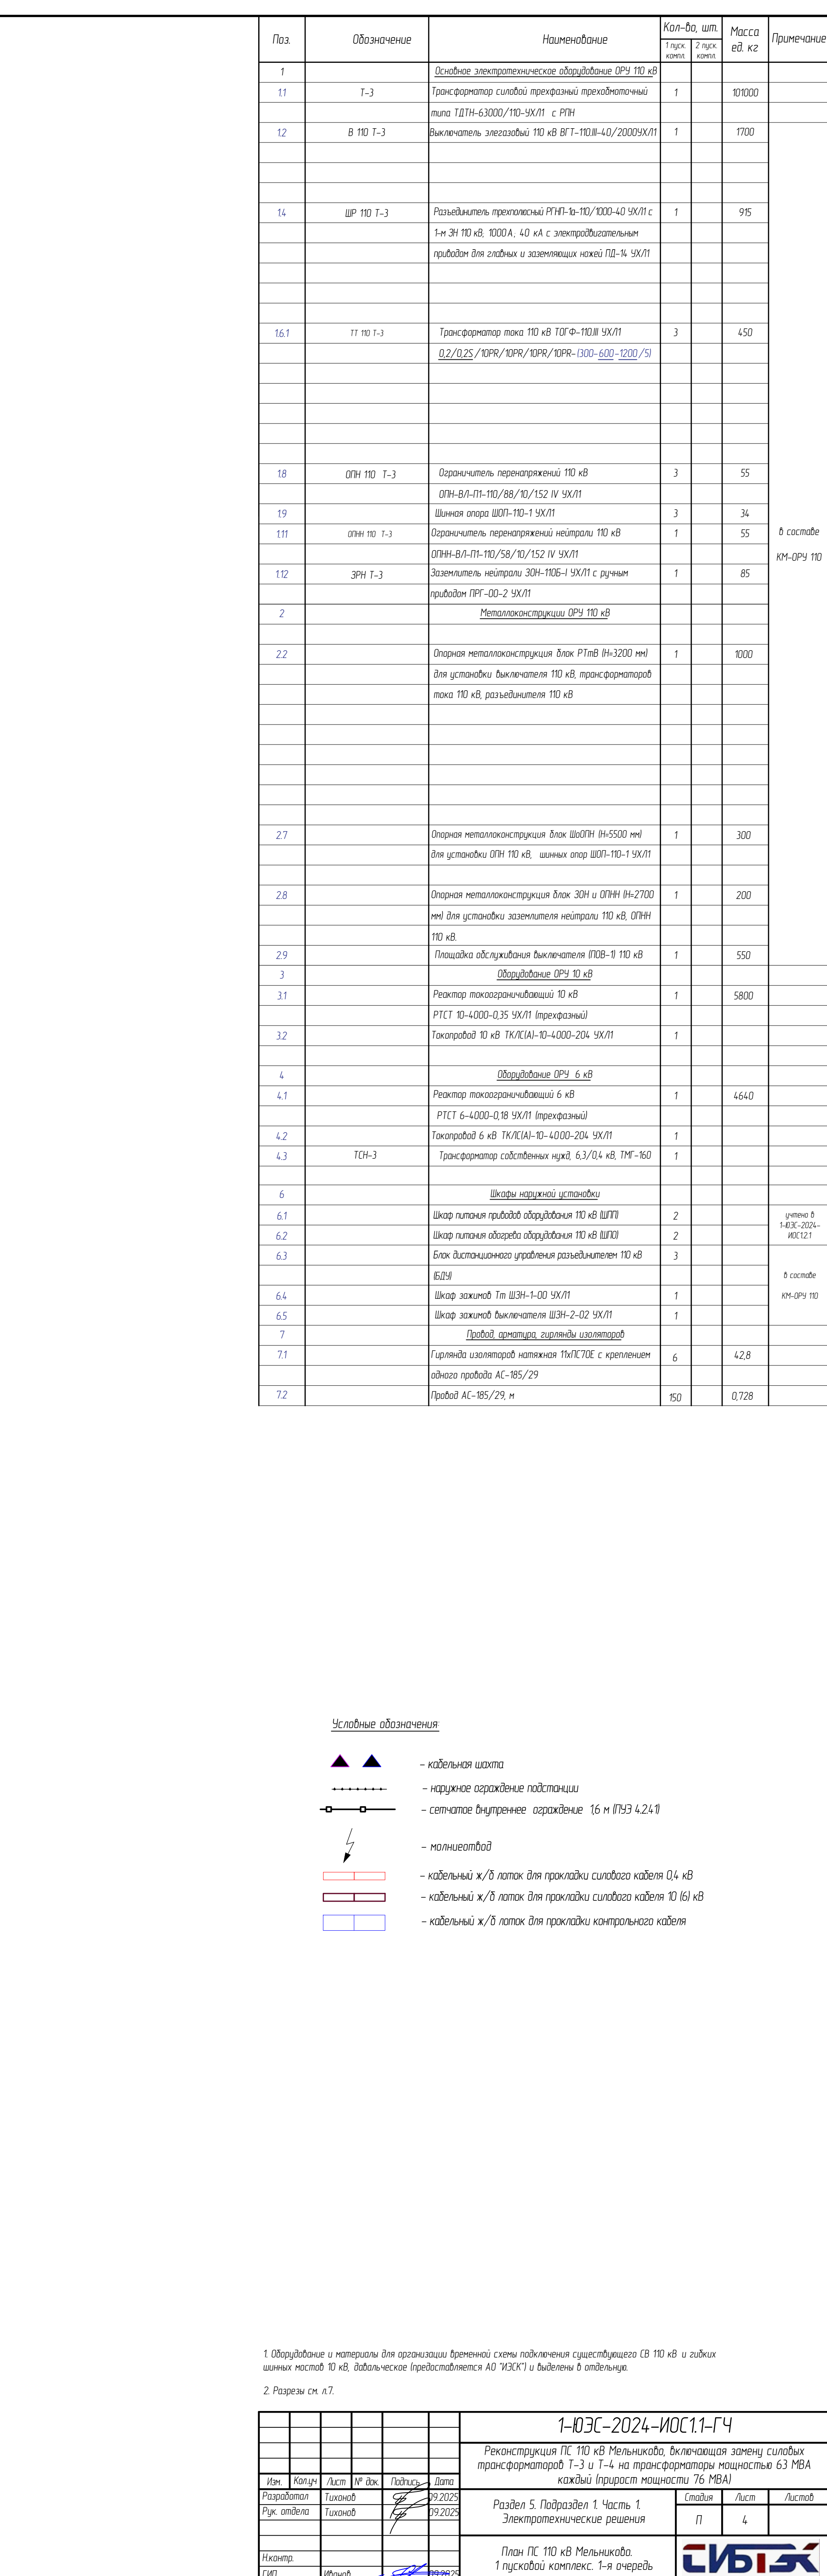 Поз. Обозначение Наименование Кол-во, шт. Масса ед. кг Примечание
1 пуск. компл. 2 пуск. компл.
1 Основное электротехническое оборудование ОРУ 110 кВ
1.1 Т-3 Трансформатор силовой трехфазный трехобмоточный 1 101000
типа ТДТН-63000/110-УХЛ1 с РПН
1.2 В 110 Т-3 Выключатель элегазовый 110 кВ ВГТ-110.III-40/2000УХЛ1 1 1700
1.4 ШР 110 Т-3 Разъединитель трехполюсный РГНП-1а-110/1000-40 УХЛ1 с 1 915
1-м ЗН 110 кВ, 1000А; 40 кА с электродвигательным
приводом для главных и заземляющих ножей ПД-14 УХЛ1
1.6.1 ТТ 110 Т-3 Трансформатор тока 110 кВ ТОГФ-110.III УХЛ1 3 450
0,2/0,2S/10PR/10PR/10PR/10PR-(300-600-1200/5)
1.8 ОПН 110 Т-3 Ограничитель перенапряжений 110 кВ 3 55
ОПН-ВЛ-П1-110/88/10/1.52 IV УХЛ1
1.9 Шинная опора ШОП-110-1 УХЛ1 3 34
1.11 ОПНН 110 Т-3 Ограничитель перенапряжений нейтрали 110 кВ 1 55 в составе
ОПНН-ВЛ-П1-110/58/10/1.52 IV УХЛ1 КМ-ОРУ 110
1.12 ЗРН Т-3 Заземлитель нейтрали ЗОН-110Б-I УХЛ1 с ручным 1 85
приводом ПРГ-00-2 УХЛ1
2 Металлоконструкции ОРУ 110 кВ
2.2 Опорная металлоконструкция блок РТтВ (Н=3200 мм) 1 1000
для установки выключателя 110 кВ, трансформаторов
тока 110 кВ, разъединителя 110 кВ
2.7 Опорная металлоконструкция блок ШоОПН (Н=5500 мм) 1 300
для установки ОПН 110 кВ, шинных опор ШОП-110-1 УХЛ1
2.8 Опорная металлоконструкция блок ЗОН и ОПНН (Н=2700 1 200
мм) для установки заземлителя нейтрали 110 кВ, ОПНН
110 кВ.
2.9 Площадка обслуживания выключателя (ПОВ-1) 110 кВ 1 550
3 Оборудование ОРУ 10 кВ
3.1 Реактор токоограничивающий 10 кВ 1 5800
РТСТ 10-4000-0,35 УХЛ1 (трехфазный)
3.2 Токопровод 10 кВ ТКЛС(А)-10-4000-204 УХЛ1 1
4 Оборудование ОРУ 6 кВ
4.1 Реактор токоограничивающий 6 кВ 1 4640
РТСТ 6-4000-0,18 УХЛ1 (трехфазный)
4.2 Токопровод 6 кВ ТКЛС(А)-10-4000-204 УХЛ1 1
4.3 ТСН-3 Трансформатор собственных нужд, 6,3/0,4 кВ, ТМГ-160 1
6 Шкафы наружной установки
6.1 Шкаф питания приводов оборудования 110 кВ (ШПП) 2 учтено в
1-ЮЭС-2024-
6.2 Шкаф питания обогрева оборудования 110 кВ (ШПО) 2 ИОС1.2.1
6.3 Блок дистанционного управления разъединителем 110 кВ 3
(БДУ) в составе
6.4 Шкаф зажимов Тт ШЗН-1-00 УХЛ1 1 КМ-ОРУ 110
6.5 Шкаф зажимов выключателя ШЗН-2-02 УХЛ1 1
7 Провод, арматура, гирлянды изоляторов
7.1 Гирлянда изоляторов натяжная 11хПС70Е с креплением 6 42,8
одного провода АС-185/29
7.2 Провод АС-185/29, м 150 0,728
Условные обозначения:
- кабельная шахта
- наружное ограждение подстанции
- сетчатое внутреннее ограждение 1,6 м (ПУЭ 4.2.41)
- молниеотвод
- кабельный ж/б лоток для прокладки силового кабеля 0,4 кВ
- кабельный ж/б лоток для прокладки силового кабеля 10 (6) кВ
- кабельный ж/б лоток для прокладки контрольного кабеля
1. Оборудование и материалы для организации временной схемы подключения существующего СВ 110 кВ и гибких
шинных мостов 10 кВ, давальческое (предоставляется АО "ИЭСК") и выделены в отдельную.
2. Разрезы см. л.7.
1-ЮЭС-2024-ИОС1.1-ГЧ
Реконструкция ПС 110 кВ Мельниково, включающая замену силовых
трансформаторов Т-3 и Т-4 на трансформаторы мощностью 63 МВА
каждый (прирост мощности 76 МВА)
Изм. Кол.уч Лист № док. Подпись Дата
Разработал Тихонов 09.2025
Рук. отдела Тихонов 09.2025
Раздел 5. Подраздел 1. Часть 1.
Электротехнические решения
Стадия Лист Листов
П 4
План ПС 110 кВ Мельниково.
1 пусковой комплекс. 1-я очередь
СИБТЭК
Н.контр.
ГИП Иванов 09.2025